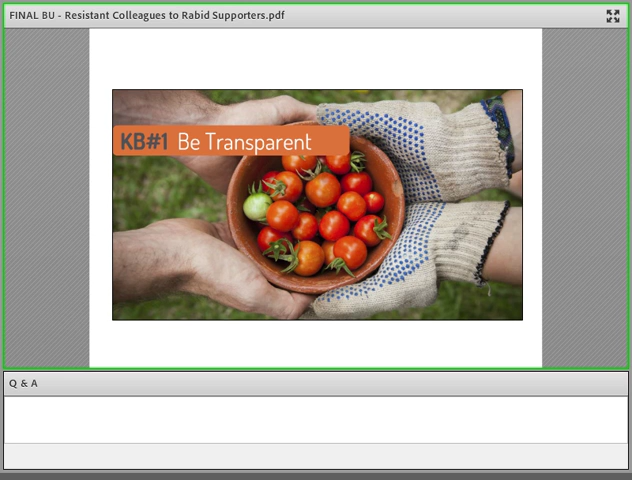 FINAL BU - Resistant Colleagues to Rabid Supporters.pdf
KB#1 Be Transparent
Q & A